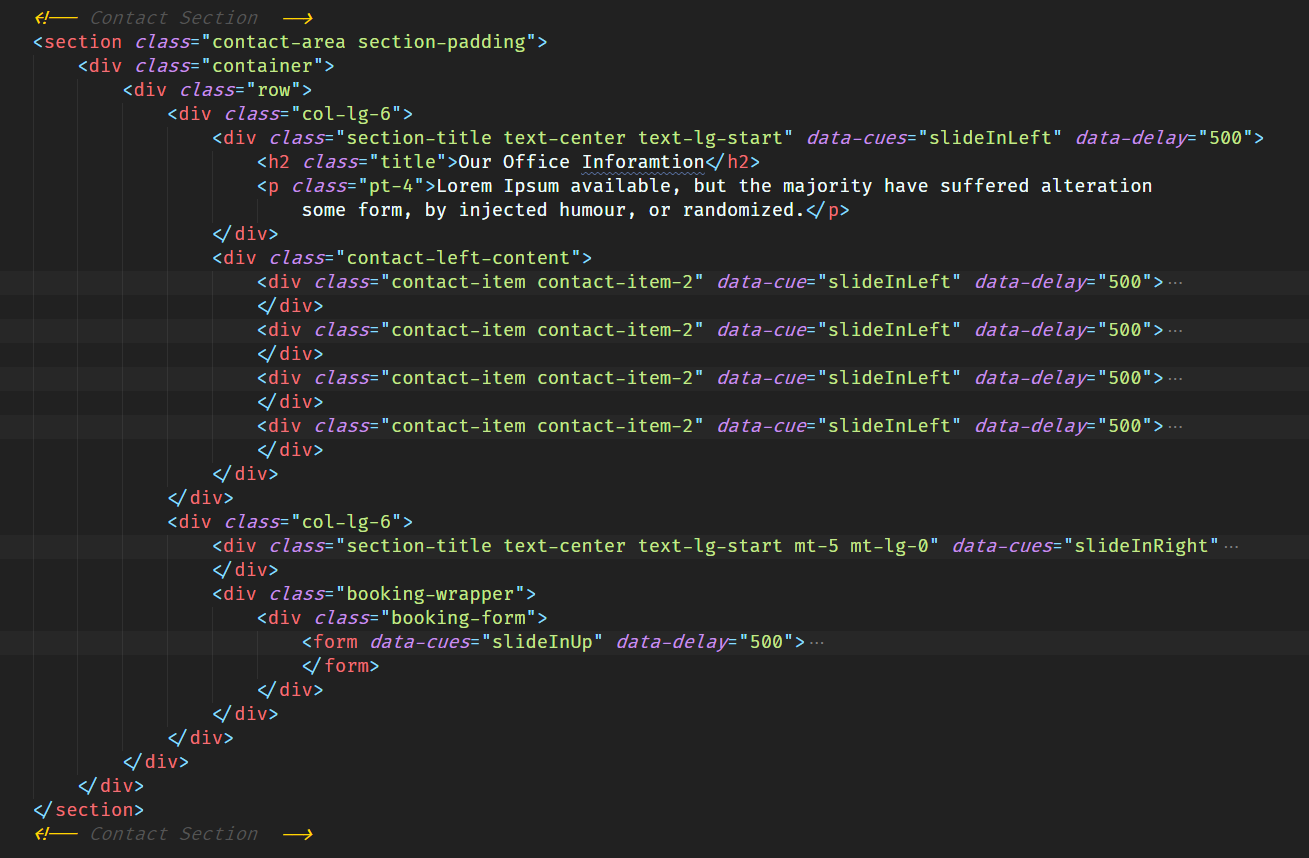 <!-- Contact Section  -->
<section class="contact-area section-padding">
    <div class="container">
        <div class="row">
            <div class="col-lg-6">
                <div class="section-title text-center text-lg-start" data-cues="slideInLeft" data-delay="500">
                    <h2 class="title">Our Office Inforamtion</h2>
                    <p class="pt-4">Lorem Ipsum available, but the majority have suffered alteration
                        some form, by injected humour, or randomized.</p>
                </div>
                <div class="contact-left-content">
                    <div class="contact-item contact-item-2" data-cue="slideInLeft" data-delay="500">···
                    </div>
                    <div class="contact-item contact-item-2" data-cue="slideInLeft" data-delay="500">···
                    </div>
                    <div class="contact-item contact-item-2" data-cue="slideInLeft" data-delay="500">···
                    </div>
                    <div class="contact-item contact-item-2" data-cue="slideInLeft" data-delay="500">···
                    </div>
                </div>
            </div>
            <div class="col-lg-6">
                <div class="section-title text-center text-lg-start mt-5 mt-lg-0" data-cues="slideInRight"···
                </div>
                <div class="booking-wrapper">
                    <div class="booking-form">
                        <form data-cues="slideInUp" data-delay="500">···
                        </form>
                    </div>
                </div>
            </div>
        </div>
    </div>
</section>
<!-- Contact Section  -->